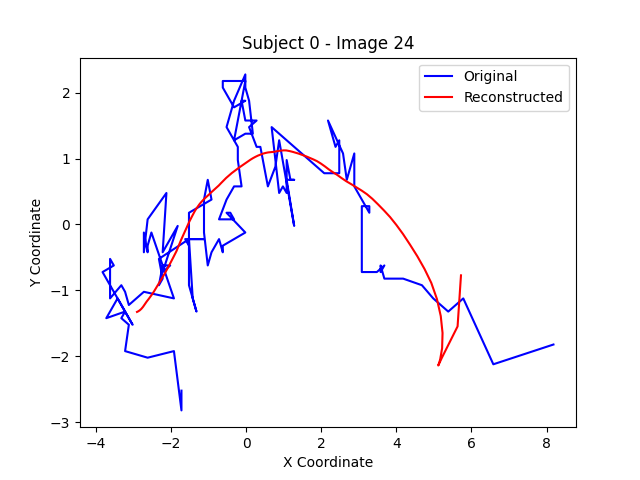 Subject 0 - Image 24
Original
Reconstructed
Y Coordinate
2
1
0
−1
−2
−3
−4
−2
0
2
4
6
8
X Coordinate